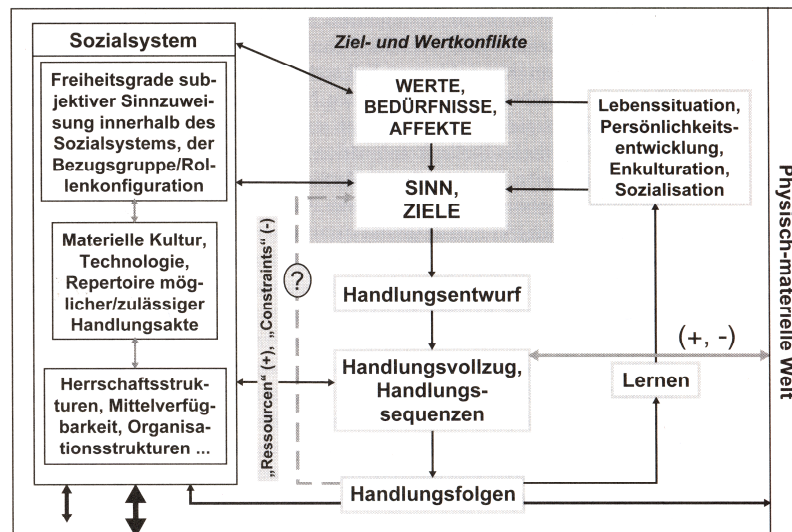 Sozialsystem
Freiheitsgrade sub-
jektiver Sinnzuwei-
sung innerhalb des
Sozialsystems, der
Bezugsgruppe/Rol-
lenkonfiguration
Materielle Kultur,
Technologie,
Repertoire mög-
licher/zulässiger
Handlungsakte
Herrschaftsstruk-
turen, Mittelverfüg-
barkeit, Organisa-
tionsstrukturen ...
„Ressourcen“ (+), „Constraints“ (-)
?
Ziel- und Wertkonflikte
WERTE,
BEDÜRFNISSE,
AFFEKTE
SINN,
ZIELE
Handlungsentwurf
Handlungsvollzug,
Handlungs-
sequenzen
Handlungsfolgen
Lebenssituation,
Persönlichkeits-
entwicklung,
Enkulturation,
Sozialisation
(+, -)
Lernen
Physisch-materielle Welt